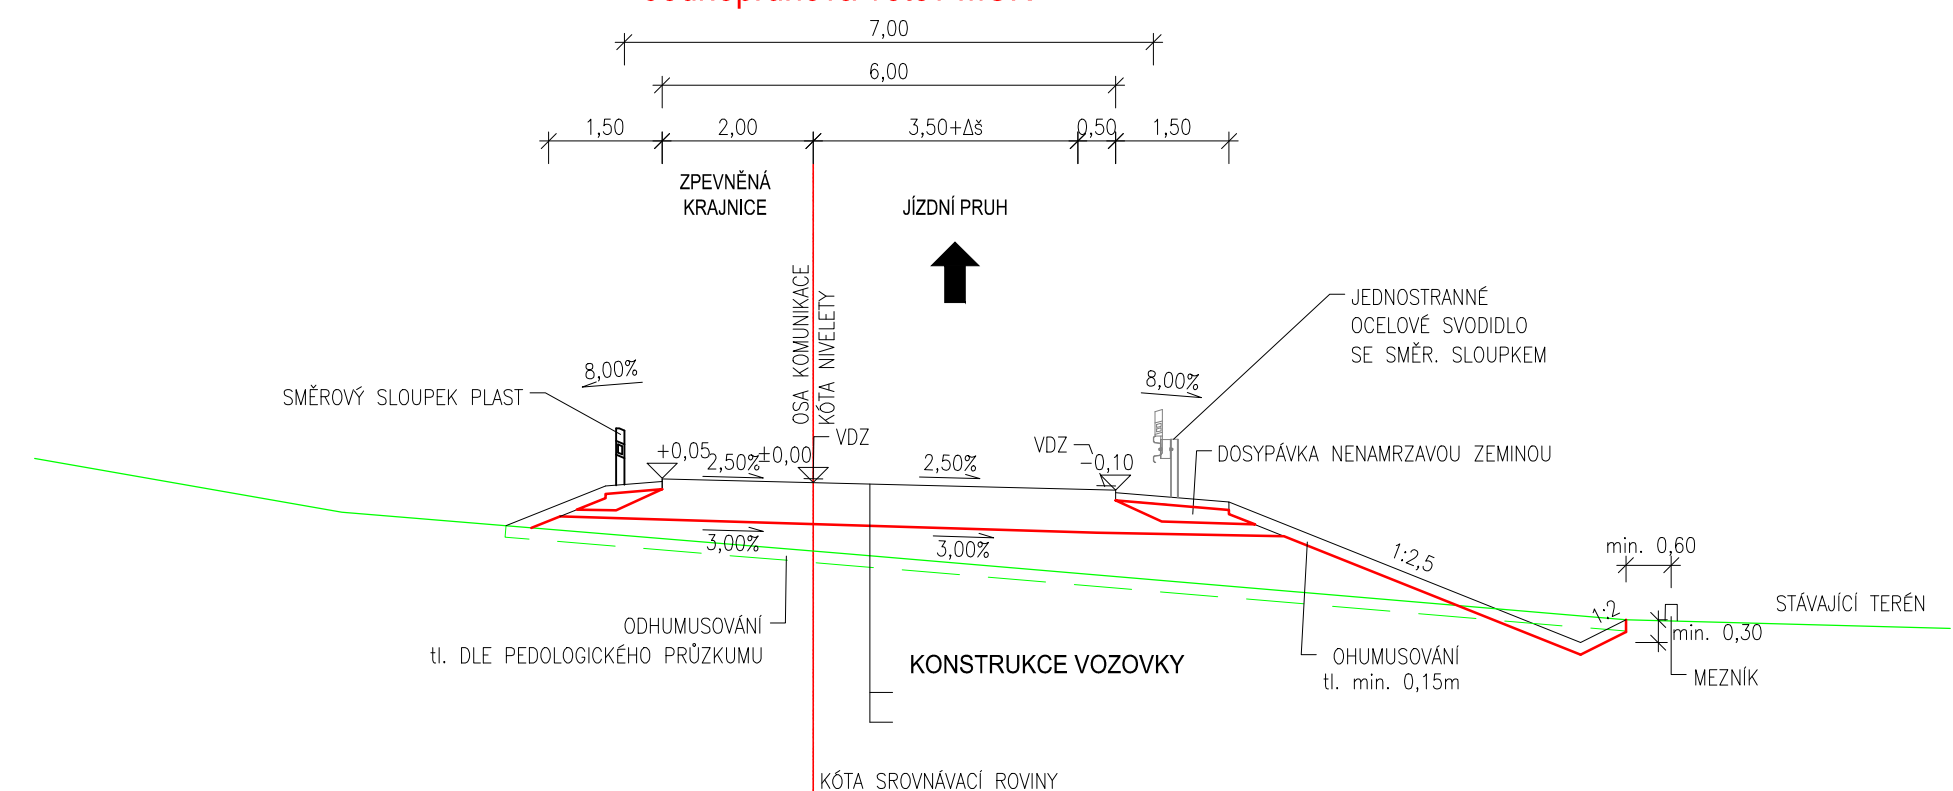 7,00
6,00
1,50 2,00 3,50+Δš 0,50 1,50
ZPEVNĚNÁ
KRAJNICE
JÍZDNÍ PRUH
OSA KOMUNIKACE
KÓTA NIVELETY
JEDNOSTRANNÉ
OCELOVÉ SVODIDLO
SE SMĚR. SLOUPKEM
8,00%
8,00%
SMĚROVÝ SLOUPEK PLAST
VDZ
VDZ
+0,05
2,50%
±0,00
2,50%
-0,10
DOSYPÁVKA NENAMRZAVOU ZEMINOU
3,00%
3,00%
1:2,5
min. 0,60
1:2
STÁVAJÍCÍ TERÉN
min. 0,30
ODHUMUSOVÁNÍ
tl. DLE PEDOLOGICKÉHO PRŮZKUMU
KONSTRUKCE VOZOVKY
OHUMUSOVÁNÍ
tl. min. 0,15m
MEZNÍK
KÓTA SROVNÁVACÍ ROVINY